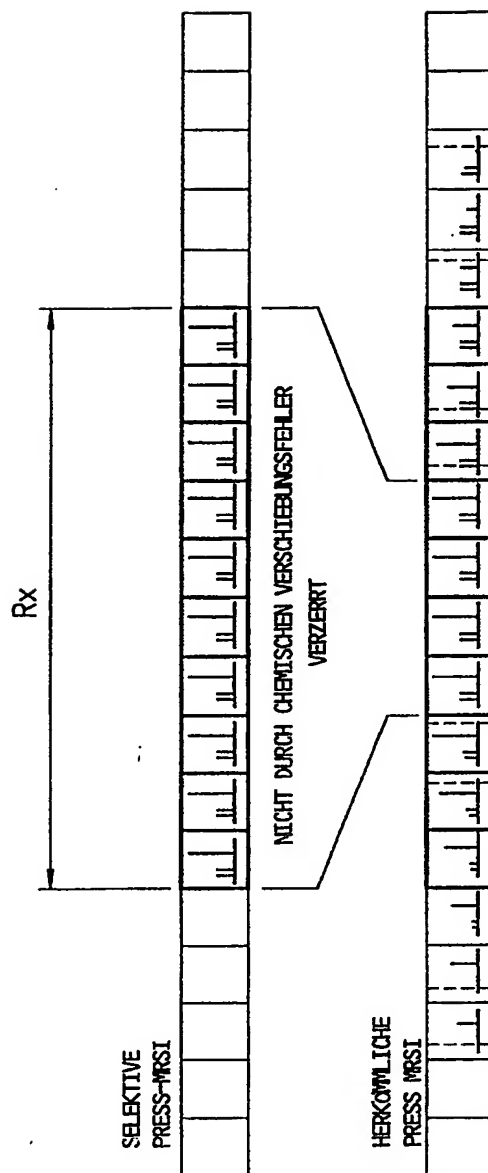 Rx
SELEKTIVE
PRESS-MRSI
NICHT DURCH CHEMISCHEN VERSCHIEBUNGSFEHLER
VERZERRT
HERKöMMLICHE
PRESS MRSI